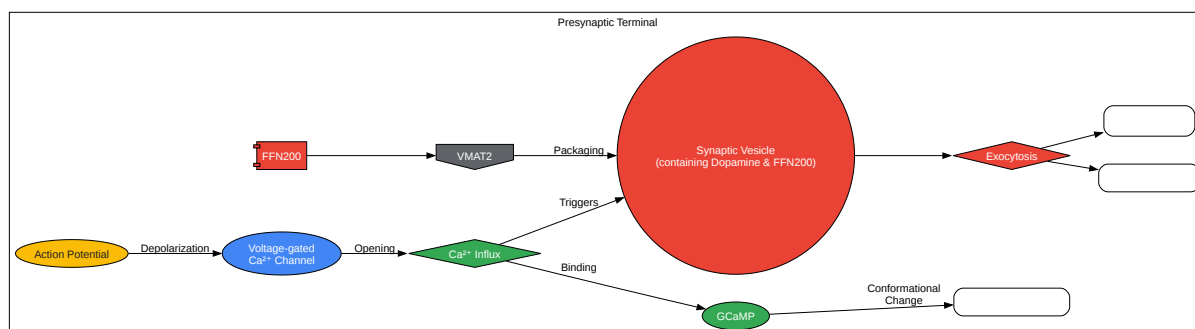 Presynaptic Terminal
FFN200
VMAT2
Packaging
Synaptic Vesicle
(containing Dopamine & FFN200)
Exocytosis
Triggers
Action Potential
Depolarization
Voltage-gated
Ca²⁺ Channel
Opening
Ca²⁺ Influx
Binding
GCaMP
Conformational
Change